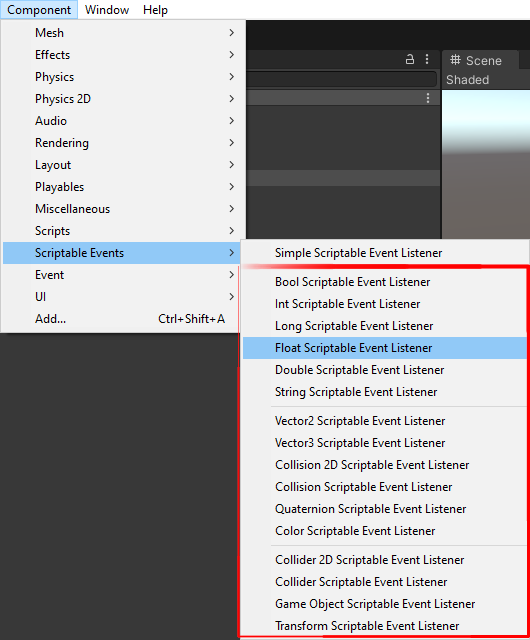 Component Window Help
Mesh
Effects
Physics
Physics 2D
Audio
Rendering
Layout
Playables
Miscellaneous
Scripts
Scriptable Events
Event
UI
Add... Ctrl+Shift+A
Scene
Shaded
Simple Scriptable Event Listener
Bool Scriptable Event Listener
Int Scriptable Event Listener
Long Scriptable Event Listener
Float Scriptable Event Listener
Double Scriptable Event Listener
String Scriptable Event Listener
Vector2 Scriptable Event Listener
Vector3 Scriptable Event Listener
Collision 2D Scriptable Event Listener
Collision Scriptable Event Listener
Quaternion Scriptable Event Listener
Color Scriptable Event Listener
Collider 2D Scriptable Event Listener
Collider Scriptable Event Listener
Game Object Scriptable Event Listener
Transform Scriptable Event Listener